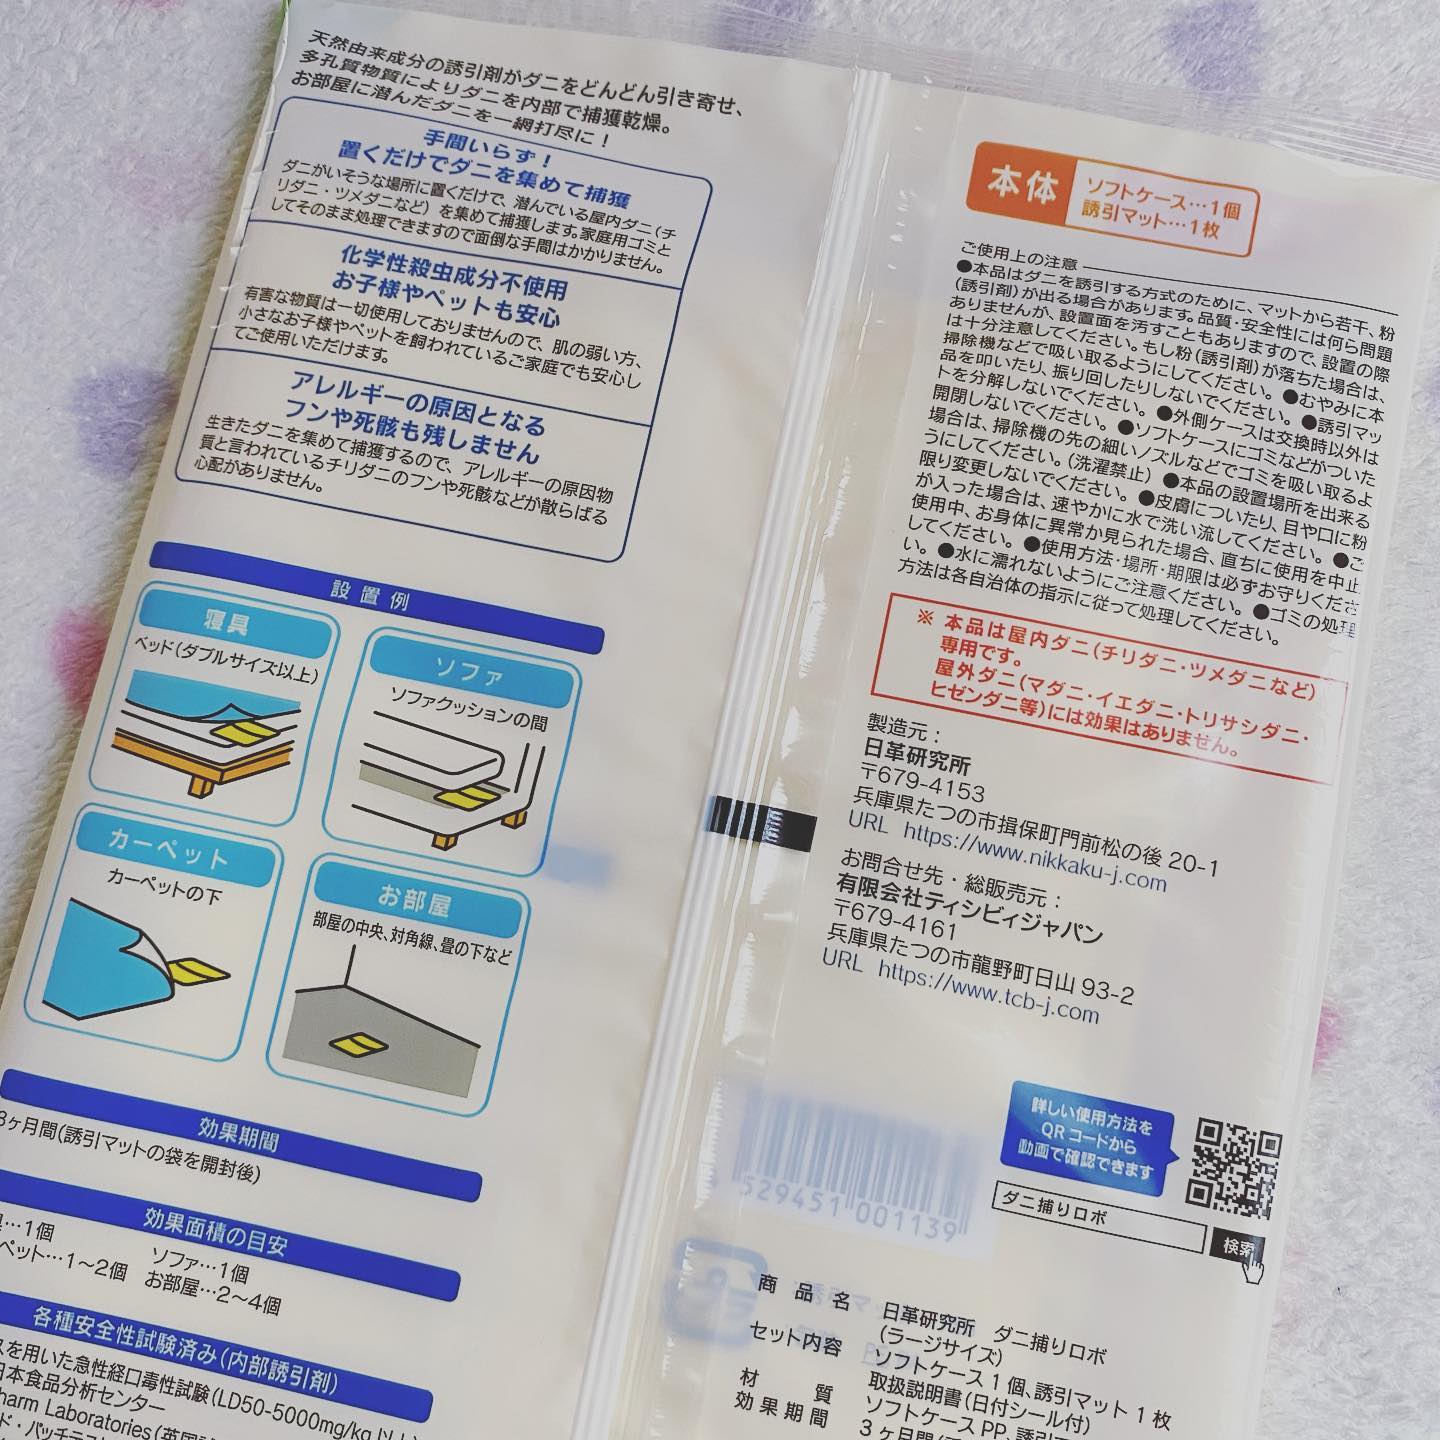 天然由来成分の誘引剤がダニをどんどん引き寄せ、
多孔質物質によりダニを内部で捕獲乾燥。
お部屋に潜んだダニを一網打尽に！
手間いらず！
置くだけでダニを集めて捕獲
ダニがいそうな場所に置くだけで、潜んでいる屋内ダニ（チ
リダニ・ツメダニなど）を集めて捕獲します。家庭用ゴミと
してそのまま処理できますので面倒な手間はかかりません。
化学性殺虫成分不使用
お子様やペットも安心
有害な物質は一切使用しておりませんので、肌の弱い方、
小さなお子様やペットを飼われているご家庭でも安心し
てご使用いただけます。
アレルギーの原因となる
フンや死骸も残しません
生きたダニを集めて捕獲するので、アレルギーの原因物
質と言われているチリダニのフンや死骸などが散らばる
心配がありません。
設置例
寝具
ベッド（ダブルサイズ以上）
ソファ
ソファクッションの間
カーペット
カーペットの下
お部屋
部屋の中央、対角線、畳の下など
効果期間
3ヶ月間（誘引マットの袋を開封後）
効果面積の目安
…1個
ソファ…1個
ペット…1〜2個
お部屋…2〜4個
各種安全性試験済み（内部誘引剤）
スを用いた急性経口毒性試験（LD50-5000mg/kg以上）
日本食品分析センター
harm Laboratories（英国
ド・パッチテスト
本体
ソフトケース…1個
誘引マット…1枚
ご使用上の注意
●本品はダニを誘引する方式のために、マットから若干、粉
（誘引剤）が出る場合があります。品質・安全性には何ら問題
ありませんが、設置面を汚すこともありますので、設置の際
は十分注意してください。もし粉（誘引剤）が落ちた場合は、
掃除機などで吸い取るようにしてください。 ●むやみに本
品を叩いたり、振り回したりしないでください。 ●誘引マッ
トを分解しないでください。 ●外側ケースは交換時以外は
開閉しないでください。 ●ソフトケースにゴミなどがついた
場合は、掃除機の先の細いノズルなどでゴミを吸い取るよ
うにしてください。（洗濯禁止） ●本品の設置場所を出来る
限り変更しないでください。 ●皮膚についたり、目や口に粉
が入った場合は、速やかに水で洗い流してください。 ●ご
使用中、お身体に異常か見られた場合、直ちに使用を中止
してください。 ●使用方法・場所・期限は必ずお守りくださ
い。 ●水に濡れないようにご注意ください。 ●ゴミの処理
方法は各自治体の指示に従って処理してください。
※ 本品は屋内ダニ（チリダニ・ツメダニなど）
専用です。
屋外ダニ（マダニ・イエダニ・トリサシダニ・
ヒゼンダニ等）には効果はありません。
製造元：
日革研究所
〒679-4153
兵庫県たつの市揖保町門前松の後 20-1
URL https://www.nikkaku-j.com
お問合せ先・総販売元：
有限会社ティシビィジャパン
〒679-4161
兵庫県たつの市龍野町日山 93-2
URL https://www.tcb-j.com
詳しい使用方法を
QRコードから
動画で確認できます
ダニ捕りロボ
検索
529451 001139
商品名 日革研究所 ダニ捕りロボ
（ラージサイズ）
セット内容 ソフトケース1個、誘引マット 1枚
取扱説明書（日付シール付）
材質 ソフトケースPP、誘引
効果期間 3ヶ月間